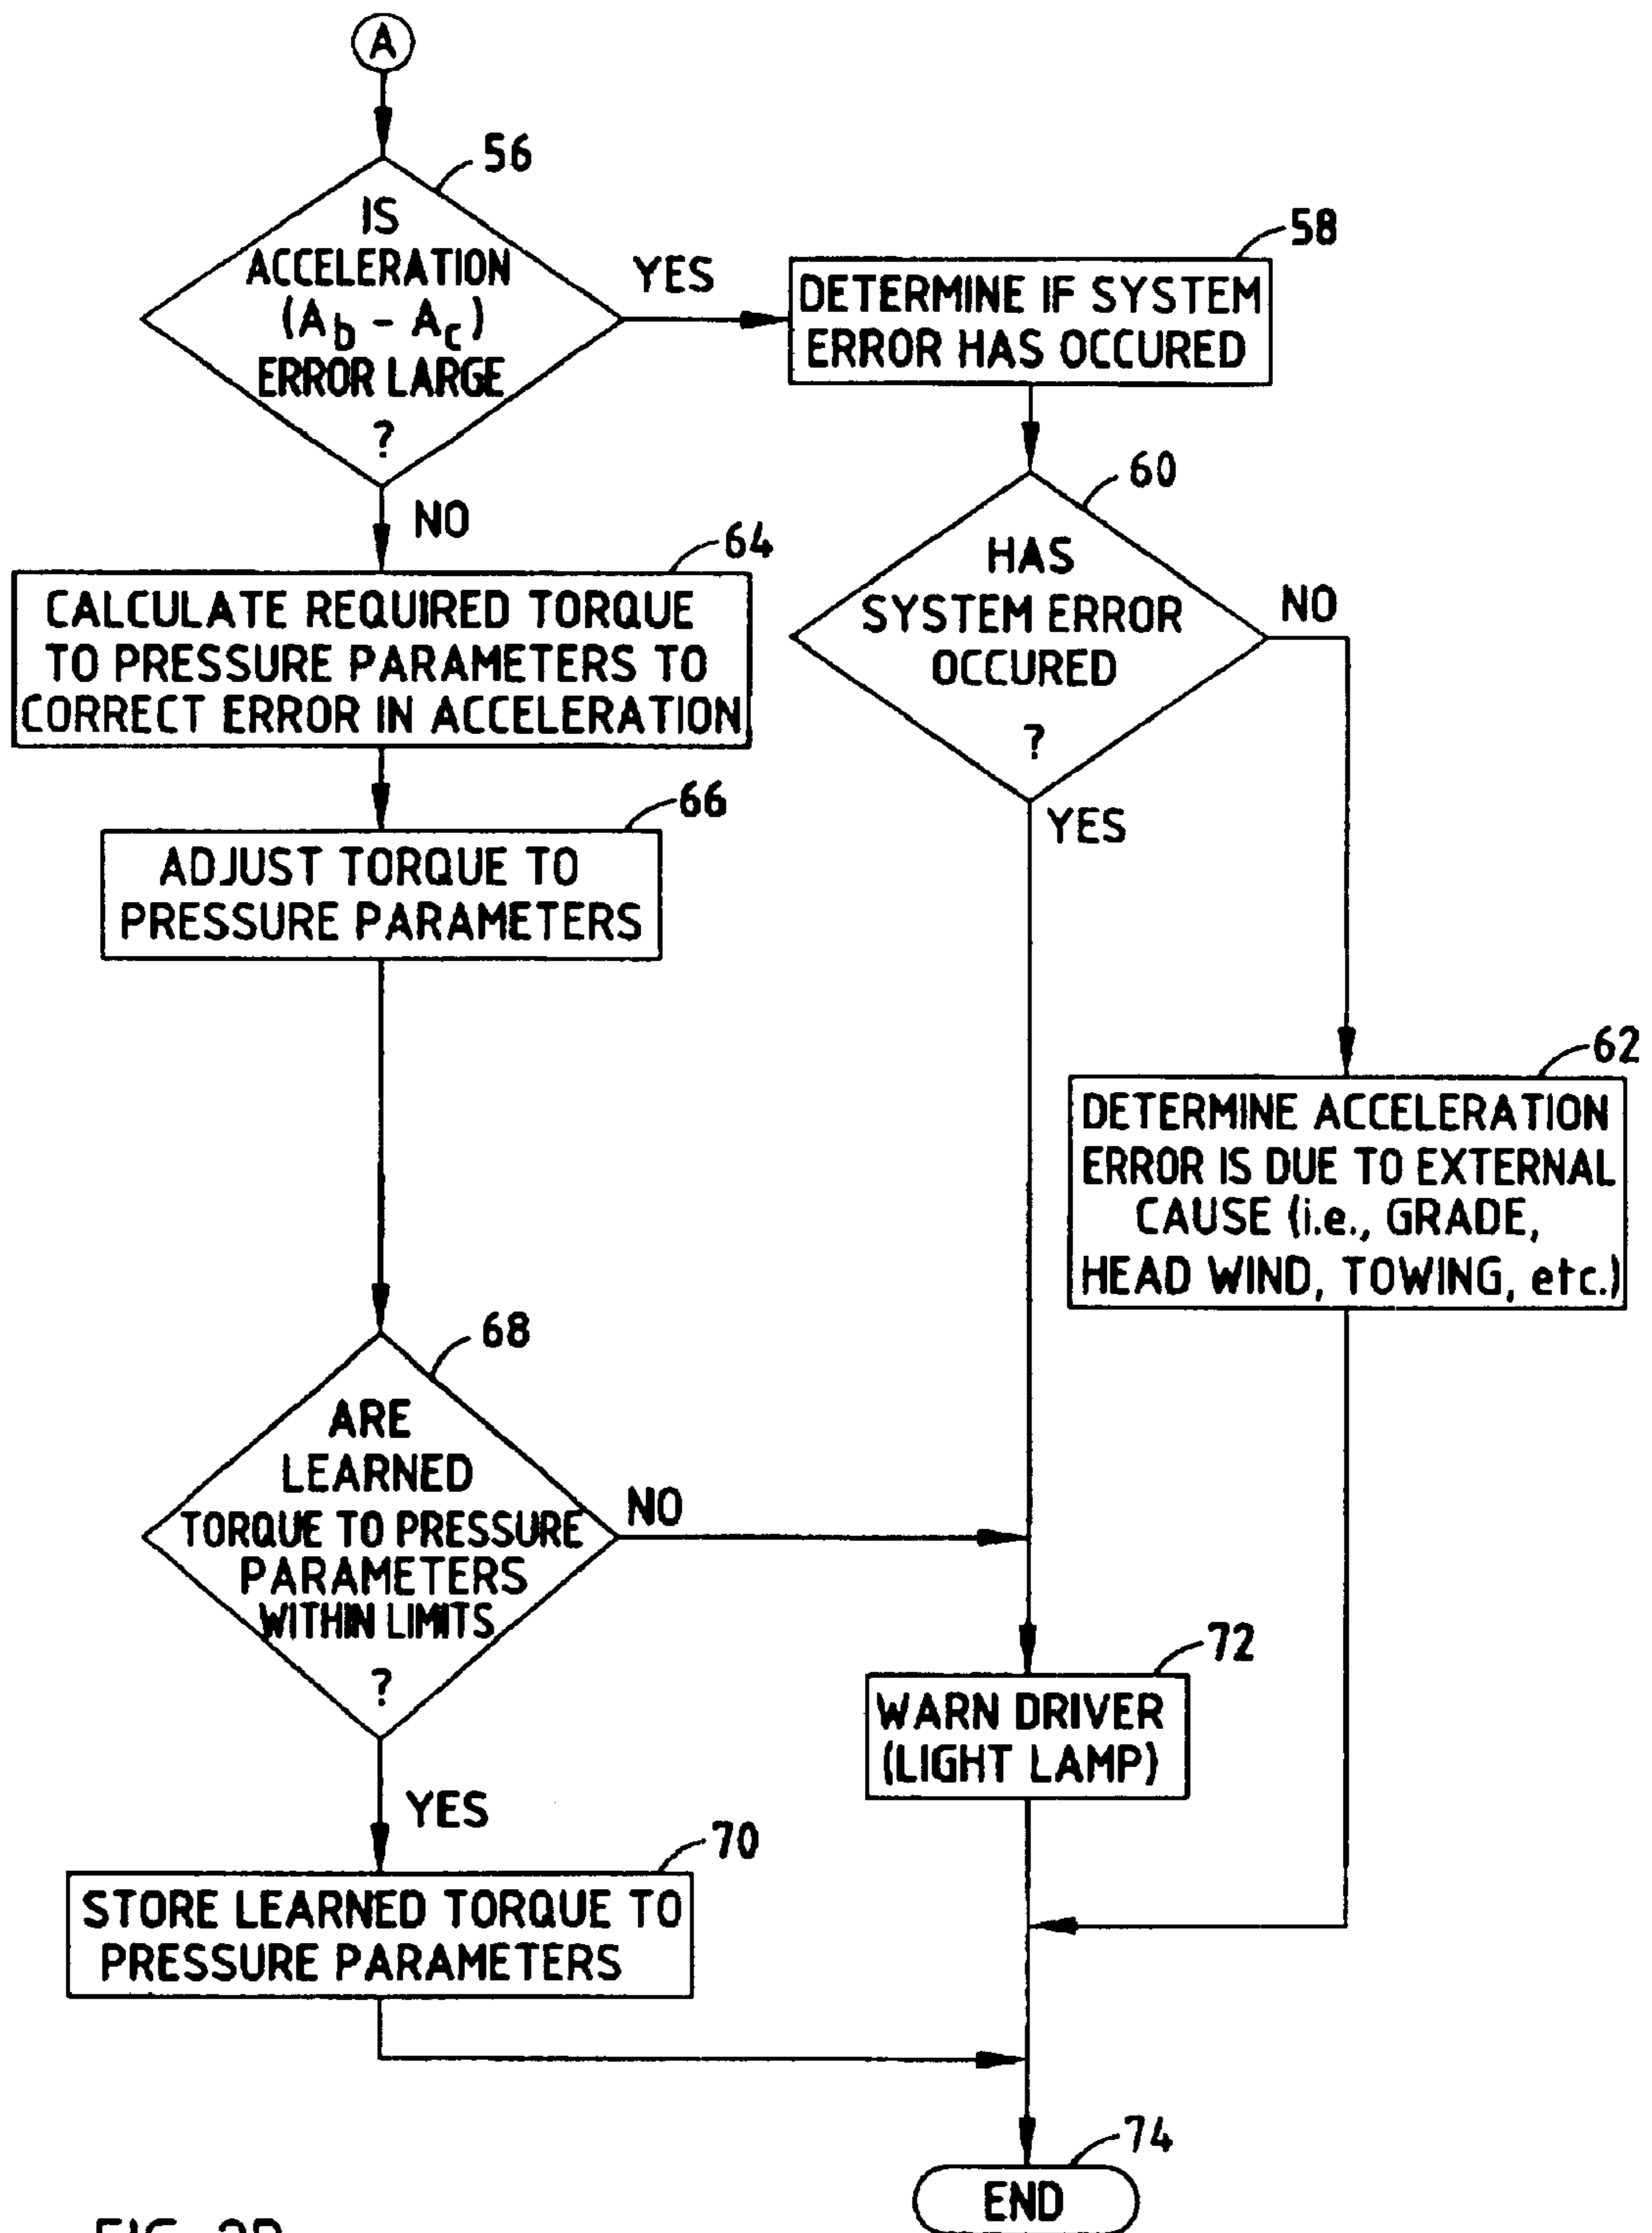 A
56
IS
ACCELERATION
(Ab - Ac)
ERROR LARGE
?
YES
58
DETERMINE IF SYSTEM
ERROR HAS OCCURED
NO
60
HAS
SYSTEM ERROR
OCCURED
?
NO
YES
64
CALCULATE REQUIRED TORQUE
TO PRESSURE PARAMETERS TO
CORRECT ERROR IN ACCELERATION
66
ADJUST TORQUE TO
PRESSURE PARAMETERS
62
DETERMINE ACCELERATION
ERROR IS DUE TO EXTERNAL
CAUSE (i.e., GRADE,
HEAD WIND, TOWING, etc.)
68
ARE
LEARNED
TORQUE TO PRESSURE
PARAMETERS
WITHIN LIMITS
?
NO
YES
72
WARN DRIVER
(LIGHT LAMP)
70
STORE LEARNED TORQUE TO
PRESSURE PARAMETERS
74
END